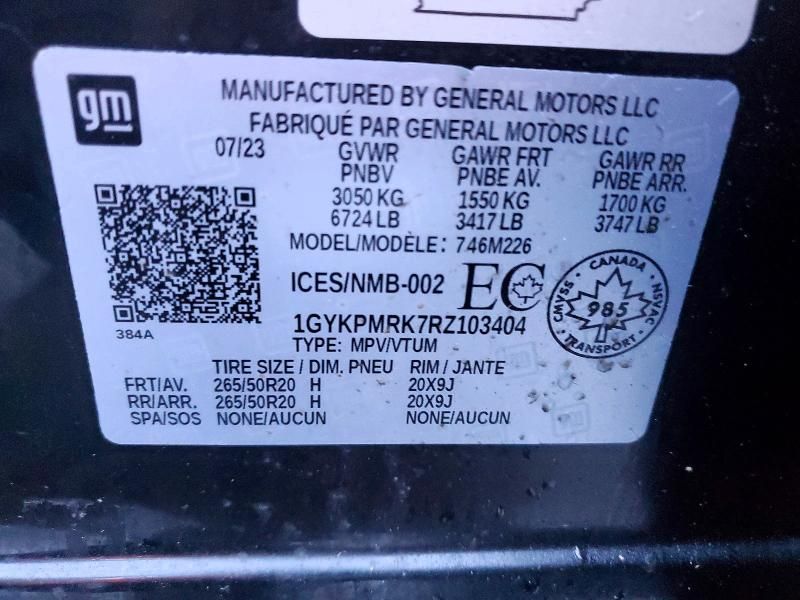 gm
MANUFACTURED BY GENERAL MOTORS LLC
FABRIQUÉ PAR GENERAL MOTORS LLC
07/23 GVWR GAWR FRT GAWR RR
PNBV PNBE AV. PNBE ARR.
3050 KG 1550 KG 1700 KG
6724 LB 3417 LB 3747 LB
MODEL/MODÈLE: 746M226
ICES/NMB-002 EC
CANADA
NSVAC SSAWC
985
TRANSPORT
384A
1GYKPMRK7RZ103404
TYPE: MPV/VTUM
TIRE SIZE / DIM. PNEU RIM / JANTE
FRT/AV. 265/50R20 H 20X9J
RR/ARR. 265/50R20 H 20X9J
SPA/SOS NONE/AUCUN NONE/AUCUN